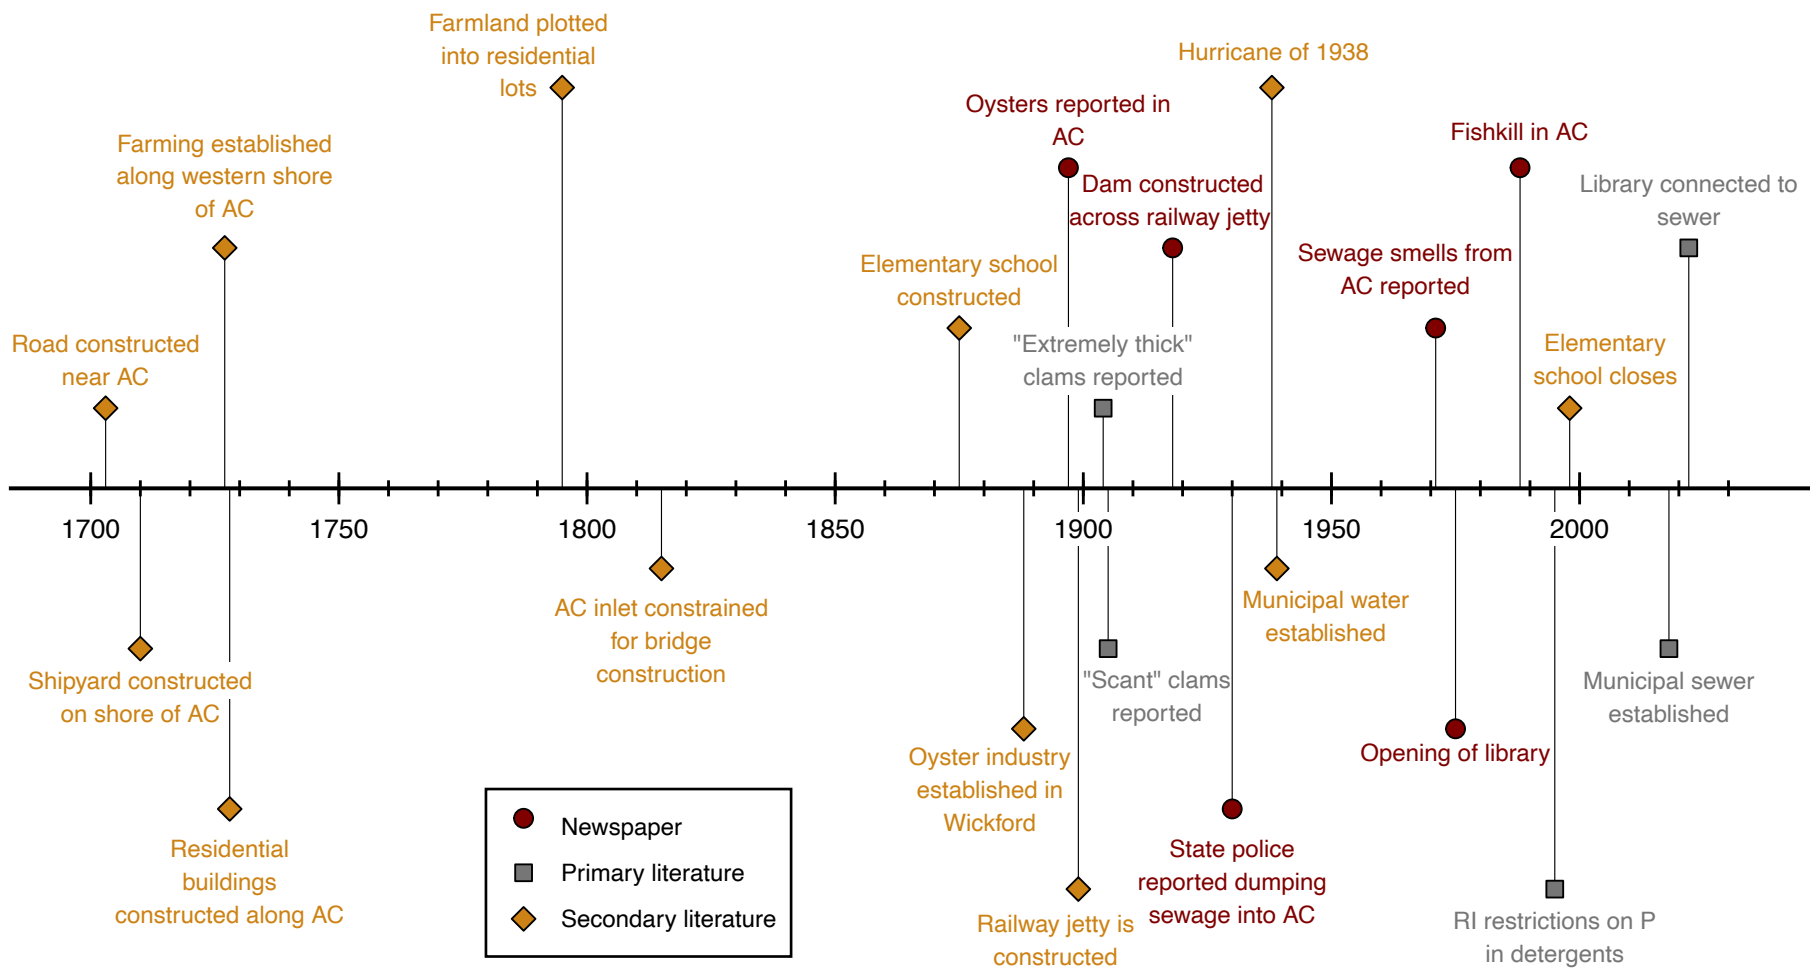 Farmland plotted
into residential
lots
Hurricane of 1938
Oysters reported in
AC
Fishkill in AC
Farming established
along western shore
of AC
Dam constructed
across railway jetty
Library connected to
sewer
Elementary school
constructed
Sewage smells from
AC reported
Road constructed
near AC
"Extremely thick"
clams reported
Elementary
school closes
1700
1750
1800
1850
1900
1950
2000
AC inlet constrained
for bridge
construction
Municipal water
established
Shipyard constructed
on shore of AC
"Scant" clams
reported
Municipal sewer
established
Oyster industry
established in
Wickford
Opening of library
Residential
buildings
constructed along AC
State police
reported dumping
sewage into AC
Railway jetty is
constructed
RI restrictions on P
in detergents
Newspaper
Primary literature
Secondary literature